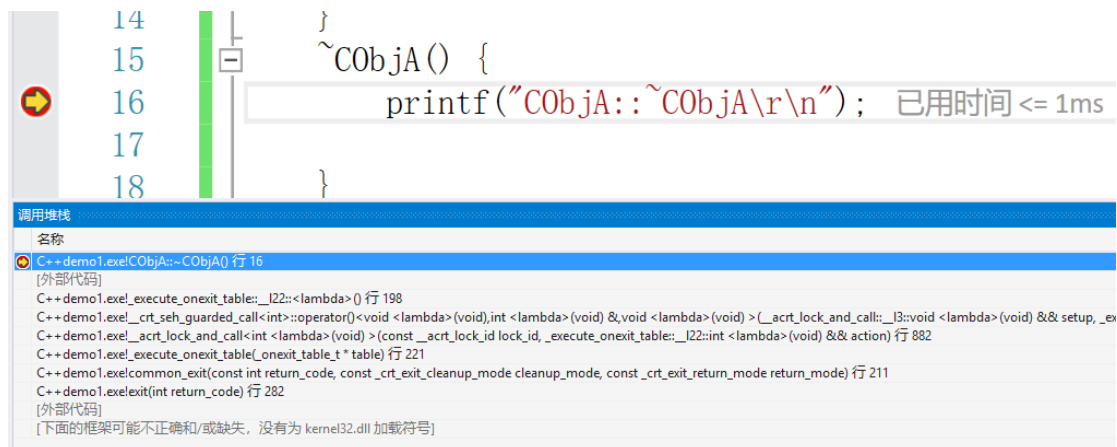 14 }
15 ~CObjA() {
16 printf("CObjA::~CObjA\r\n"); 已用时间 <= 1ms
17
18 }
调用堆栈
名称
C++demo1.exe!CObjA::~CObjA() 行 16
[外部代码]
C++demo1.exe!_execute_onexit_table::__l22::<lambda>() 行 198
C++demo1.exe!__crt_seh_guarded_call<int>::operator()<void <lambda>(void),int <lambda>(void) &,void <lambda>(void) >(__acrt_lock_and_call::__l3::void <lambda>(void) && setup, _ex
C++demo1.exe!__acrt_lock_and_call<int <lambda>(void) >(const __acrt_lock_id lock_id, _execute_onexit_table::__l22::int <lambda>(void) && action) 行 882
C++demo1.exe!_execute_onexit_table(_onexit_table_t * table) 行 221
C++demo1.exe!common_exit(const int return_code, const _crt_exit_cleanup_mode cleanup_mode, const _crt_exit_return_mode return_mode) 行 211
C++demo1.exe!exit(int return_code) 行 282
[外部代码]
[下面的框架可能不正确和/或缺失，没有为 kernel32.dll 加载符号]